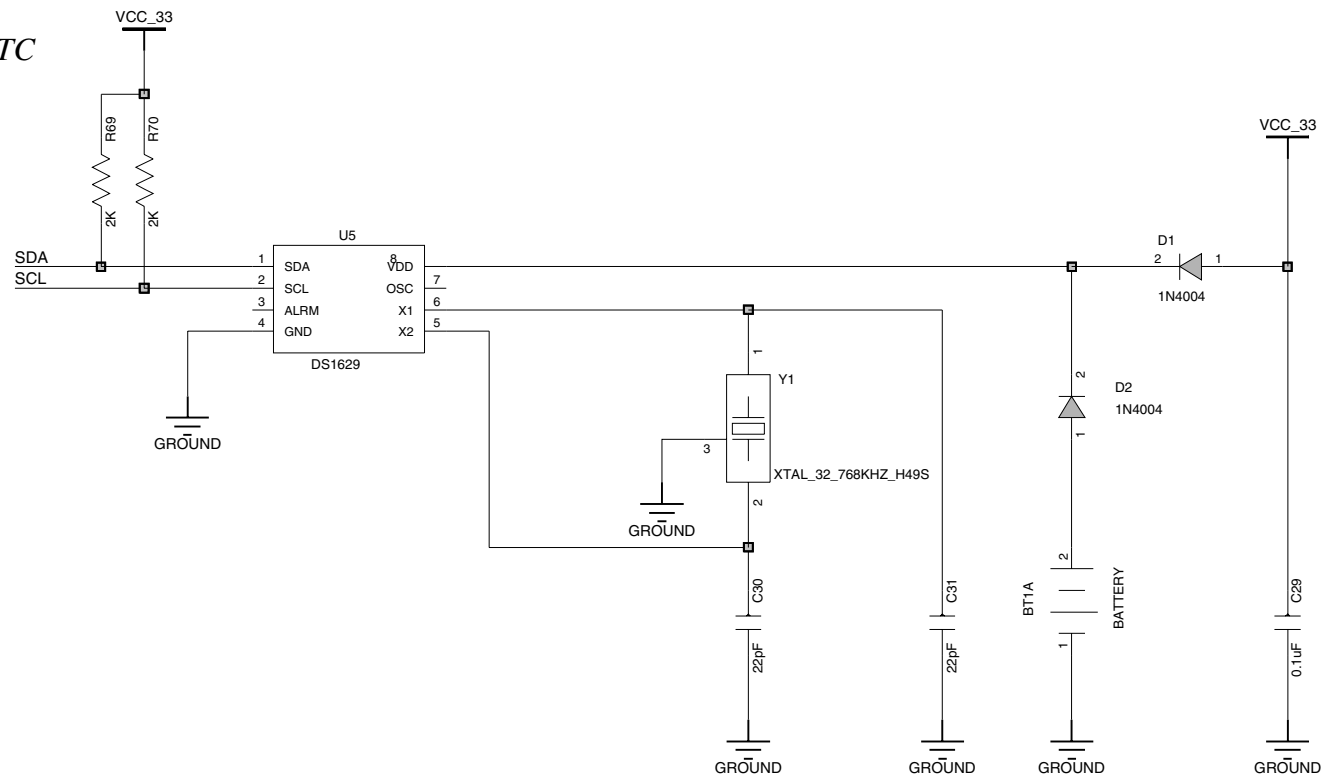 VCC_33
TC
R69
R70
2K
2K
VCC_33
SDA
SCL
U5
1
SDA
8
VDD
2
SCL
OSC
7
3
ALRM
X1
6
4
GND
X2
5
DS1629
GROUND
D1
2
1
1N4004
1
Y1
3
XTAL_32_768KHZ_H49S
2
GROUND
2
D2
1N4004
1
C30
22pF
C31
22pF
2
BT1A
BATTERY
1
C29
0.1uF
GROUND
GROUND
GROUND
GROUND